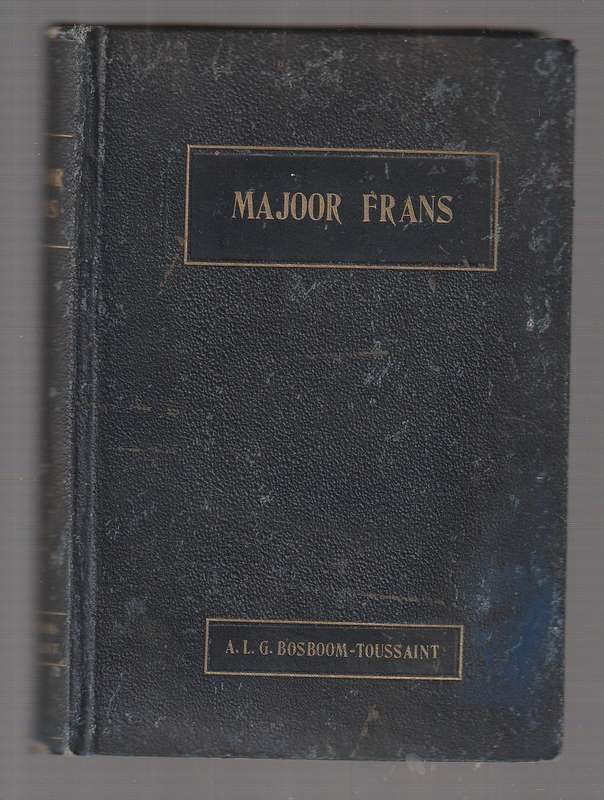 MAJOOR FRANS
A. L. G. BOSBOOM-TOUSSAINT